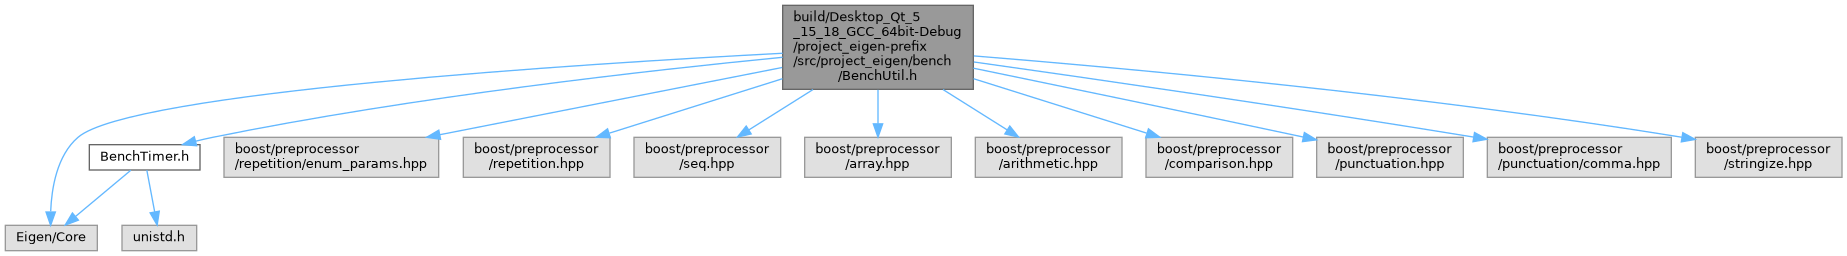 build/Desktop_Qt_5
_15_18_GCC_64bit-Debug
/project_eigen-prefix
/src/project_eigen/bench
/BenchUtil.h
BenchTimer.h
boost/preprocessor
/repetition/enum_params.hpp
boost/preprocessor
/repetition.hpp
boost/preprocessor
/seq.hpp
boost/preprocessor
/array.hpp
boost/preprocessor
/arithmetic.hpp
boost/preprocessor
/comparison.hpp
boost/preprocessor
/punctuation.hpp
boost/preprocessor
/punctuation/comma.hpp
boost/preprocessor
/stringize.hpp
Eigen/Core
unistd.h